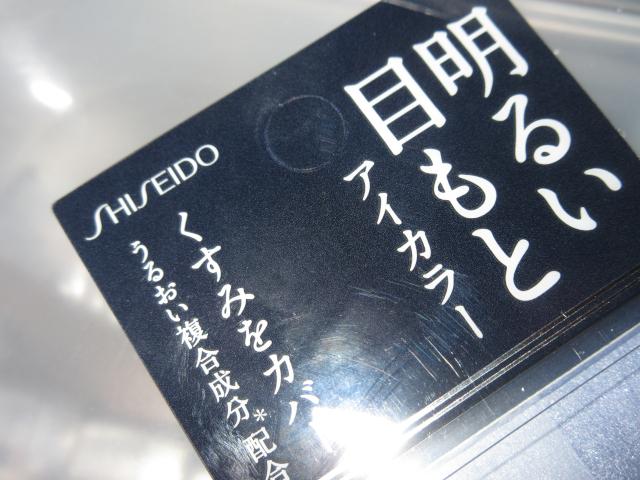 明るい
目もと
アイカラー
SHISEIDO
くすみをカバ
うるおい複合成分*配合